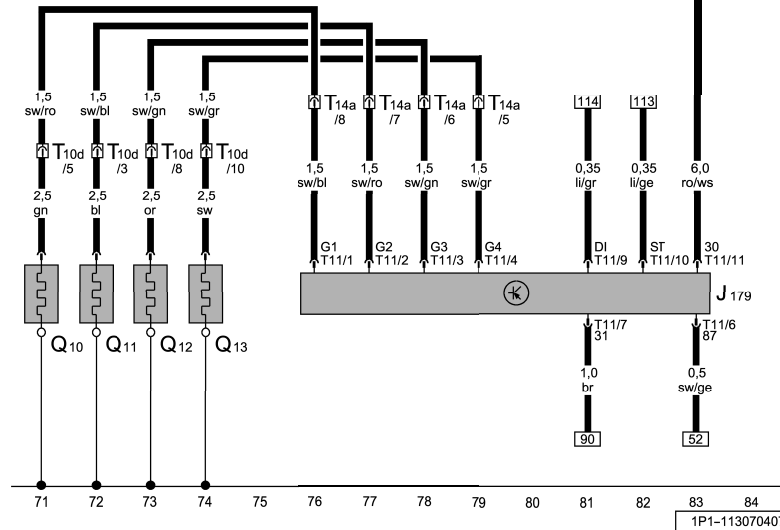 1,5 1,5 1,5 1,5
sw/ro sw/bl sw/gn sw/gr
T14a T14a T14a T14a
/8 /7 /6 /5
114 113
T10d T10d T10d T10d
/5 /3 /8 /10
1,5 1,5 1,5 1,5 0,35 0,35 6,0
sw/bl sw/ro sw/gn sw/gr li/gr li/ge ro/ws
2,5 2,5 2,5 2,5
gn bl or sw
G1 G2 G3 G4 DI ST 30
T11/1 T11/2 T11/3 T11/4 T11/9 T11/10 T11/11
J 179
T11/7 T11/6
31 87
Q10 Q11 Q12 Q13
1,0 0,5
br sw/ge
90 52
71 72 73 74 75 76 77 78 79 80 81 82 83 84
1P1-11307040